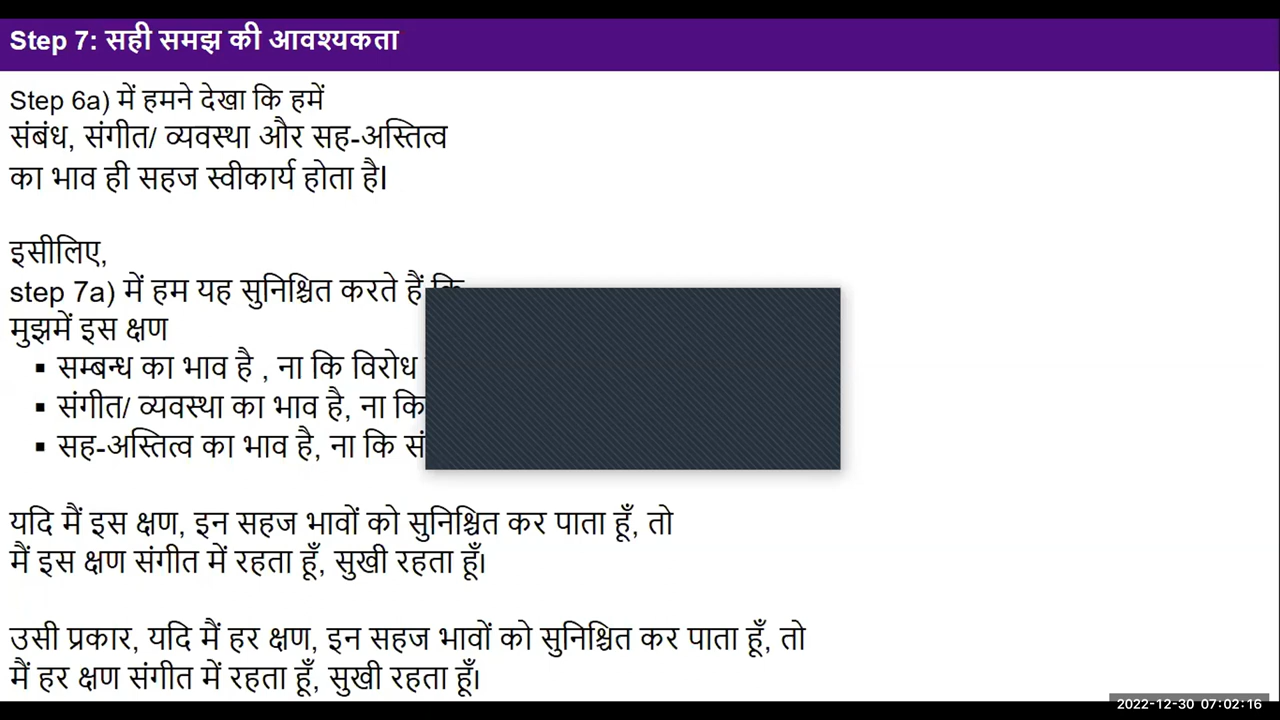 Step 7: सही समझ की आवश्यकता
Step 6a) में हमने देखा कि हमें
संबंध, संगीत/ व्यवस्था और सह-अस्तित्व
का भाव ही सहज स्वीकार्य होता है।
इसीलिए,
step 7a) में हम यह सुनिश्चित करते हैं कि
मुझमें इस क्षण
▪ सम्बन्ध का भाव है , ना कि विरोध
▪ संगीत/ व्यवस्था का भाव है, ना कि
▪ सह-अस्तित्व का भाव है, ना कि
यदि मैं इस क्षण, इन सहज भावों को सुनिश्चित कर पाता हूँ, तो
मैं इस क्षण संगीत में रहता हूँ, सुखी रहता हूँ।
उसी प्रकार, यदि मैं हर क्षण, इन सहज भावों को सुनिश्चित कर पाता हूँ, तो
मैं हर क्षण संगीत में रहता हूँ, सुखी रहता हूँ।
2022-12-30 07:02:16